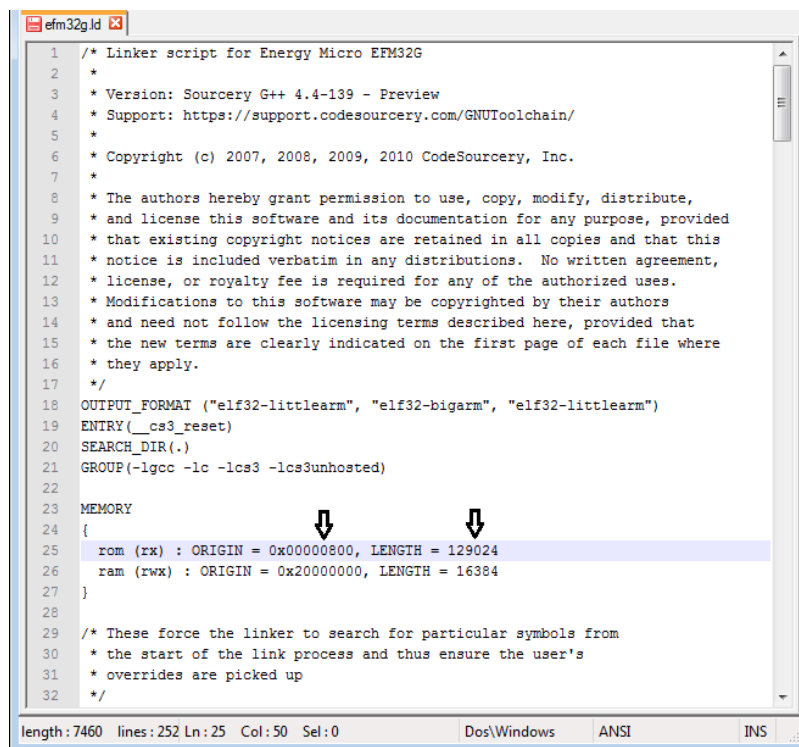 efm32g.ld
1 /* Linker script for Energy Micro EFM32G
2 *
3 * Version: Sourcery G++ 4.4-139 - Preview
4 * Support: https://support.codesourcery.com/GNUToolchain/
5 *
6 * Copyright (c) 2007, 2008, 2009, 2010 CodeSourcery, Inc.
7 *
8 * The authors hereby grant permission to use, copy, modify, distribute,
9 * and license this software and its documentation for any purpose, provided
10 * that existing copyright notices are retained in all copies and that this
11 * notice is included verbatim in any distributions.  No written agreement,
12 * license, or royalty fee is required for any of the authorized uses.
13 * Modifications to this software may be copyrighted by their authors
14 * and need not follow the licensing terms described here, provided that
15 * the new terms are clearly indicated on the first page of each file where
16 * they apply.
17 */
18 OUTPUT_FORMAT ("elf32-littlearm", "elf32-bigarm", "elf32-littlearm")
19 ENTRY(__cs3_reset)
20 SEARCH_DIR(.)
21 GROUP(-lgcc -lc -lcs3 -lcs3unhosted)
22
23 MEMORY
24 {
25 rom (rx) : ORIGIN = 0x00000800, LENGTH = 129024
26 ram (rwx) : ORIGIN = 0x20000000, LENGTH = 16384
27 }
28
29 /* These force the linker to search for particular symbols from
30 * the start of the link process and thus ensure the user's
31 * overrides are picked up
32 */
length : 7460 lines : 252 Ln : 25 Col : 50 Sel : 0 Dos\Windows ANSI INS